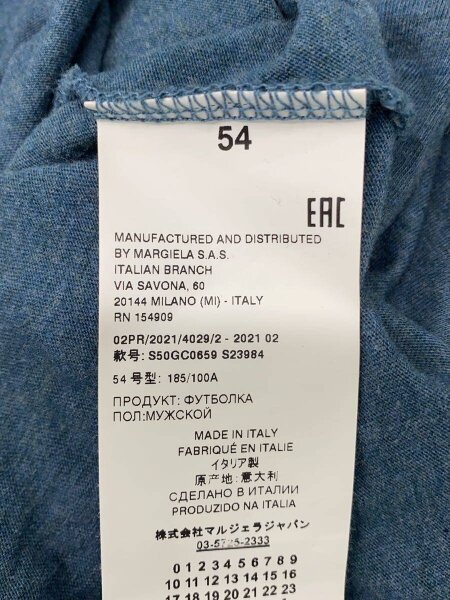 54
EAC
MANUFACTURED AND DISTRIBUTED
BY MARGIELA S.A.S.
ITALIAN BRANCH
VIA SAVONA, 60
20144 MILANO (MI) - ITALY
RN 154909
02PR/2021/4029/2 - 2021 02
款号: S50GC0659 S23984
54 号型: 185/100A
ПРОДУКТ: ФУТБОЛКА
ПОЛ:МУЖСКОЙ
MADE IN ITALY
FABRIQUÉ EN ITALIE
イタリア製
原产地: 意大利
СДЕЛАНО В ИТАЛИИ
PRODUZIDO NA ITALIA
株式会社マルジェラジャパン
03-5725-2333
0 1 2 3 4 5 6 7 8 9
10 11 12 13 14 15 16
17 18 19 20 21 22 23